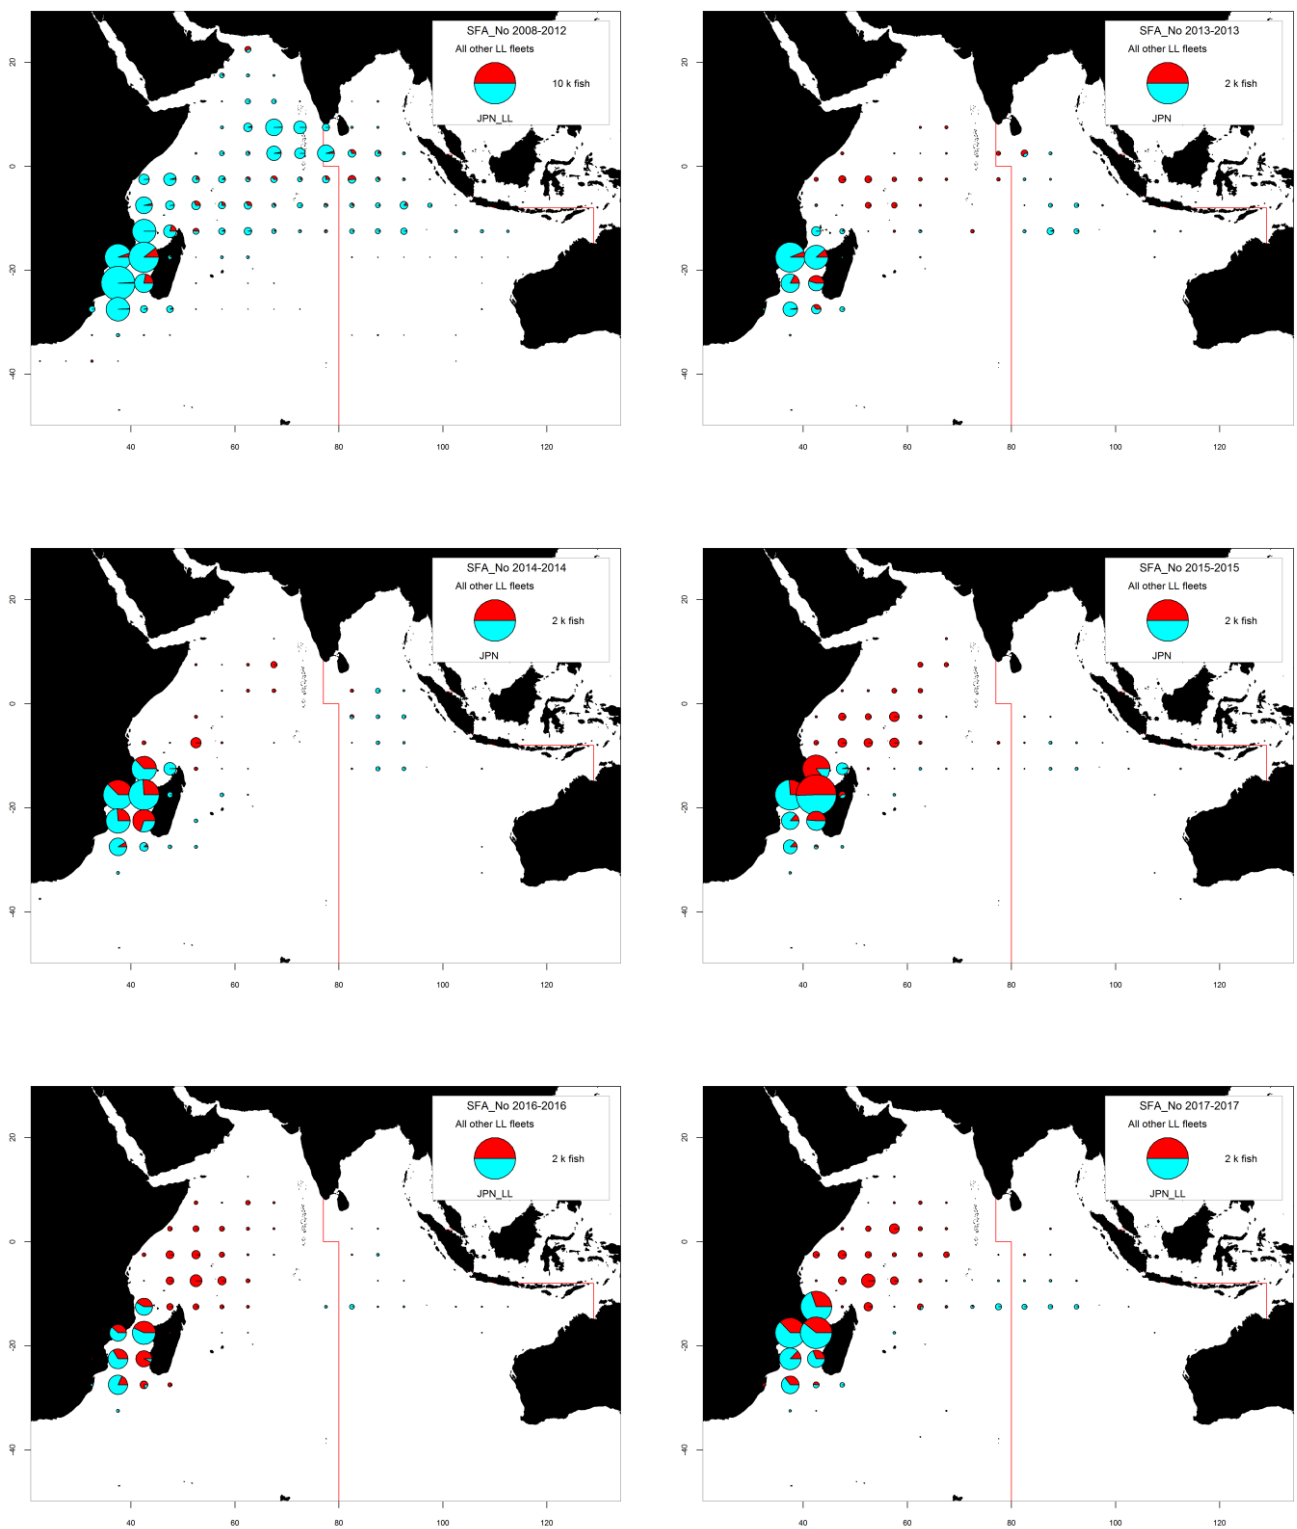 SFA_No 2008-2012
All other LL fleets
10 k fish
JPN_LL
20
0
-20
-40
40
60
80
100
120
SFA_No 2013-2013
All other LL fleets
2 k fish
JPN
20
0
-20
-40
40
60
80
100
120
SFA_No 2014-2014
All other LL fleets
2 k fish
JPN
20
0
-20
-40
40
60
80
100
120
SFA_No 2015-2015
All other LL fleets
2 k fish
JPN
20
0
-20
-40
40
60
80
100
120
SFA_No 2016-2016
All other LL fleets
2 k fish
JPN_LL
20
0
-20
-40
40
60
80
100
120
SFA_No 2017-2017
All other LL fleets
2 k fish
JPN_LL
20
0
-20
-40
40
60
80
100
120